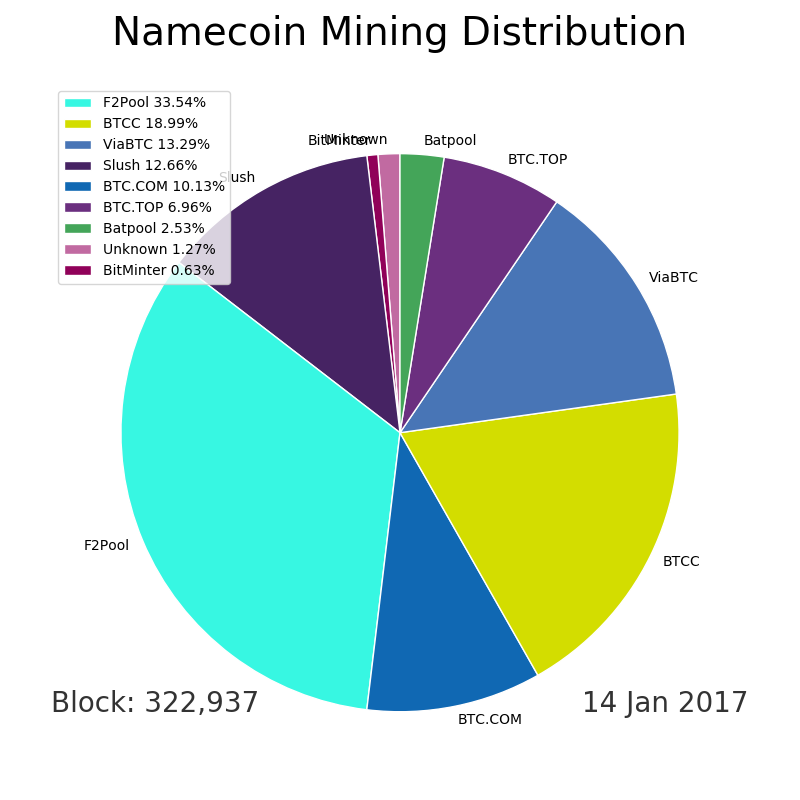 Namecoin Mining Distribution
F2Pool 33.54%
BTCC 18.99%
ViaBTC 13.29%
Slush 12.66%
BTC.COM 10.13%
BTC.TOP 6.96%
Batpool 2.53%
Unknown 1.27%
BitMinter 0.63%
BitMinter
Unknown
Batpool
BTC.TOP
Slush
ViaBTC
F2Pool
BTCC
Block: 322,937
14 Jan 2017
BTC.COM